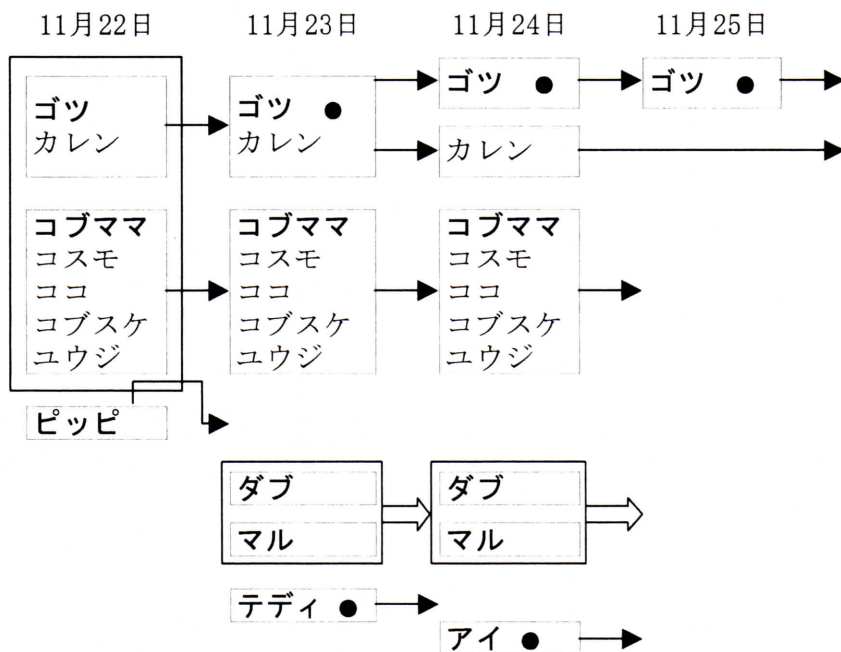 11月22日 11月23日 11月24日 11月25日
ゴツ ゴツ ● ゴツ ● ゴツ ●
カレン カレン カレン
コブママ コブママ コブママ
コスモ コスモ コスモ
ココ ココ ココ
コブスケ コブスケ コブスケ
ユウジ ユウジ ユウジ
ピッピ
ダブ ダブ
マル マル
テディ ●
アイ ●